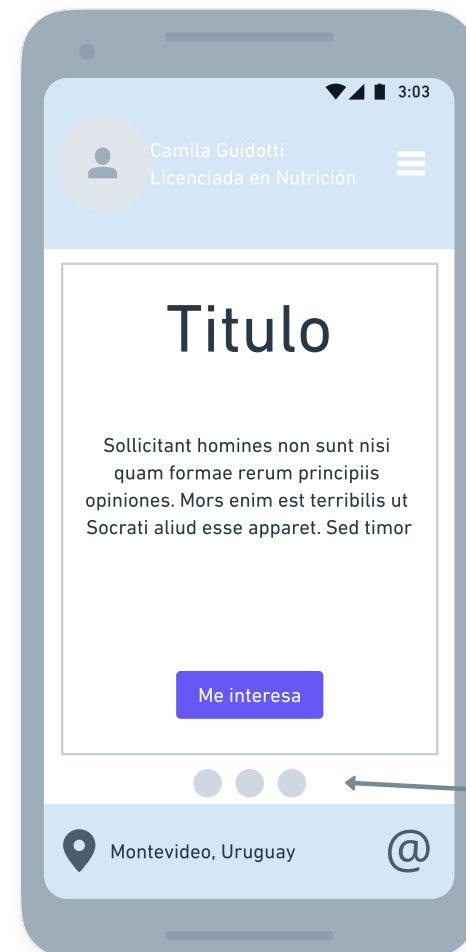 3:03
Camila Guidotti
Licenciada en Nutrición
Titulo
Sollicitant homines non sunt nisi
quam formae rerum principiis
opiniones. Mors enim est terribilis ut
Socrati aliud esse apparet. Sed timor
Me interesa
Montevideo, Uruguay
@